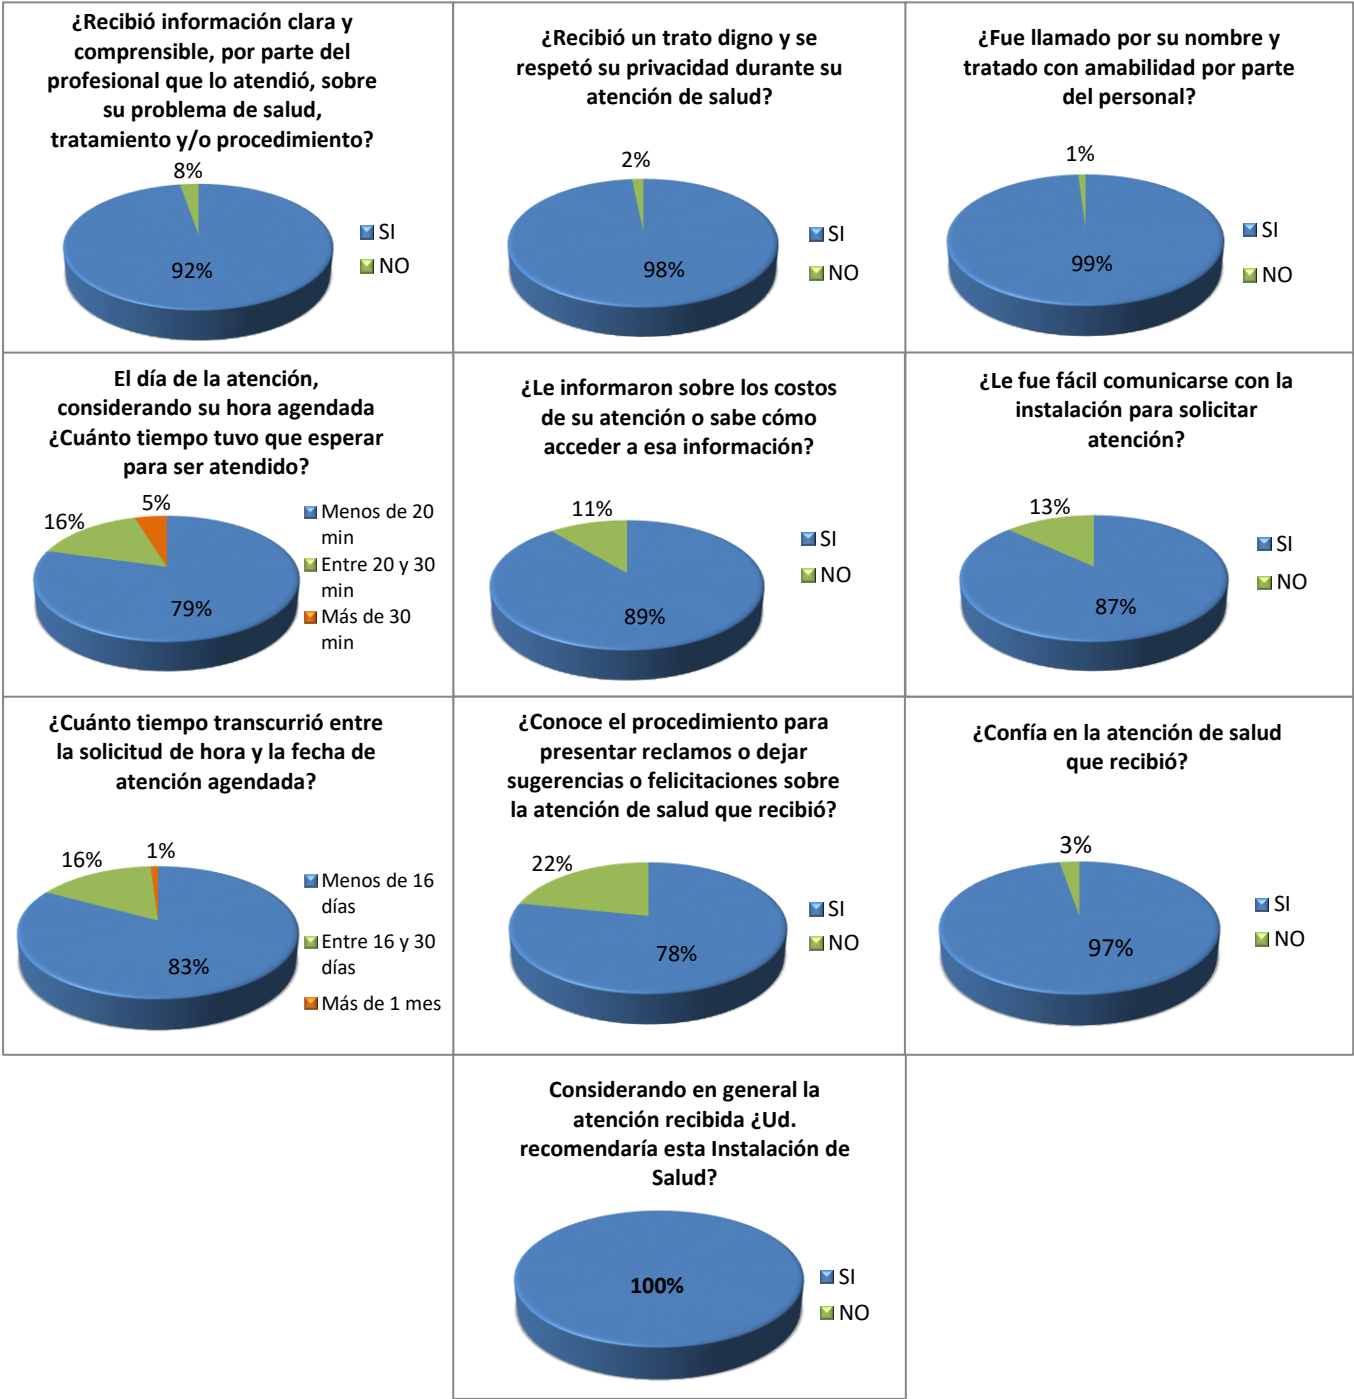 ¿Recibió información clara y
comprensible, por parte del
profesional que lo atendió, sobre
su problema de salud,
tratamiento y/o procedimiento?
8%
92%
SI
NO
¿Recibió un trato digno y se
respetó su privacidad durante su
atención de salud?
2%
98%
SI
NO
¿Fue llamado por su nombre y
tratado con amabilidad por parte
del personal?
1%
99%
SI
NO
El día de la atención,
considerando su hora agendada
¿Cuánto tiempo tuvo que esperar
para ser atendido?
5%
16%
79%
Menos de 20
min
Entre 20 y 30
min
Más de 30
min
¿Le informaron sobre los costos
de su atención o sabe cómo
acceder a esa información?
11%
89%
SI
NO
¿Le fue fácil comunicarse con la
instalación para solicitar
atención?
13%
87%
SI
NO
¿Cuánto tiempo transcurrió entre
la solicitud de hora y la fecha de
atención agendada?
1%
16%
83%
Menos de 16
días
Entre 16 y 30
días
Más de 1 mes
¿Conoce el procedimiento para
presentar reclamos o dejar
sugerencias o felicitaciones sobre
la atención de salud que recibió?
22%
78%
SI
NO
¿Confía en la atención de salud
que recibió?
3%
97%
SI
NO
Considerando en general la
atención recibida ¿Ud.
recomendaría esta Instalación de
Salud?
100%
SI
NO